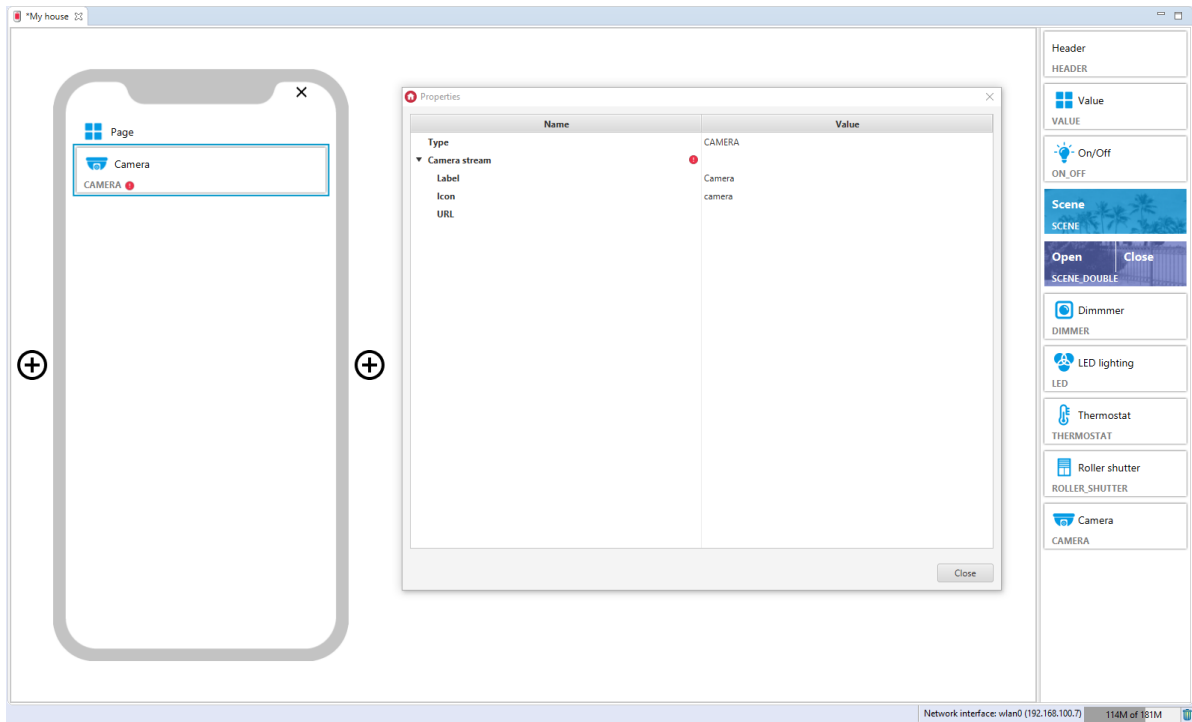 *My house
Page
Camera
CAMERA
Properties
Name Value
Type CAMERA
Camera stream
Label Camera
Icon camera
URL
Close
Header
HEADER
Value
VALUE
On/Off
ON_OFF
Scene
SCENE
Open Close
SCENE_DOUBLE
Dimmmer
DIMMER
LED lighting
LED
Thermostat
THERMOSTAT
Roller shutter
ROLLER_SHUTTER
Camera
CAMERA
Network interface: wlan0 (192.168.100.7) 114M of 181M